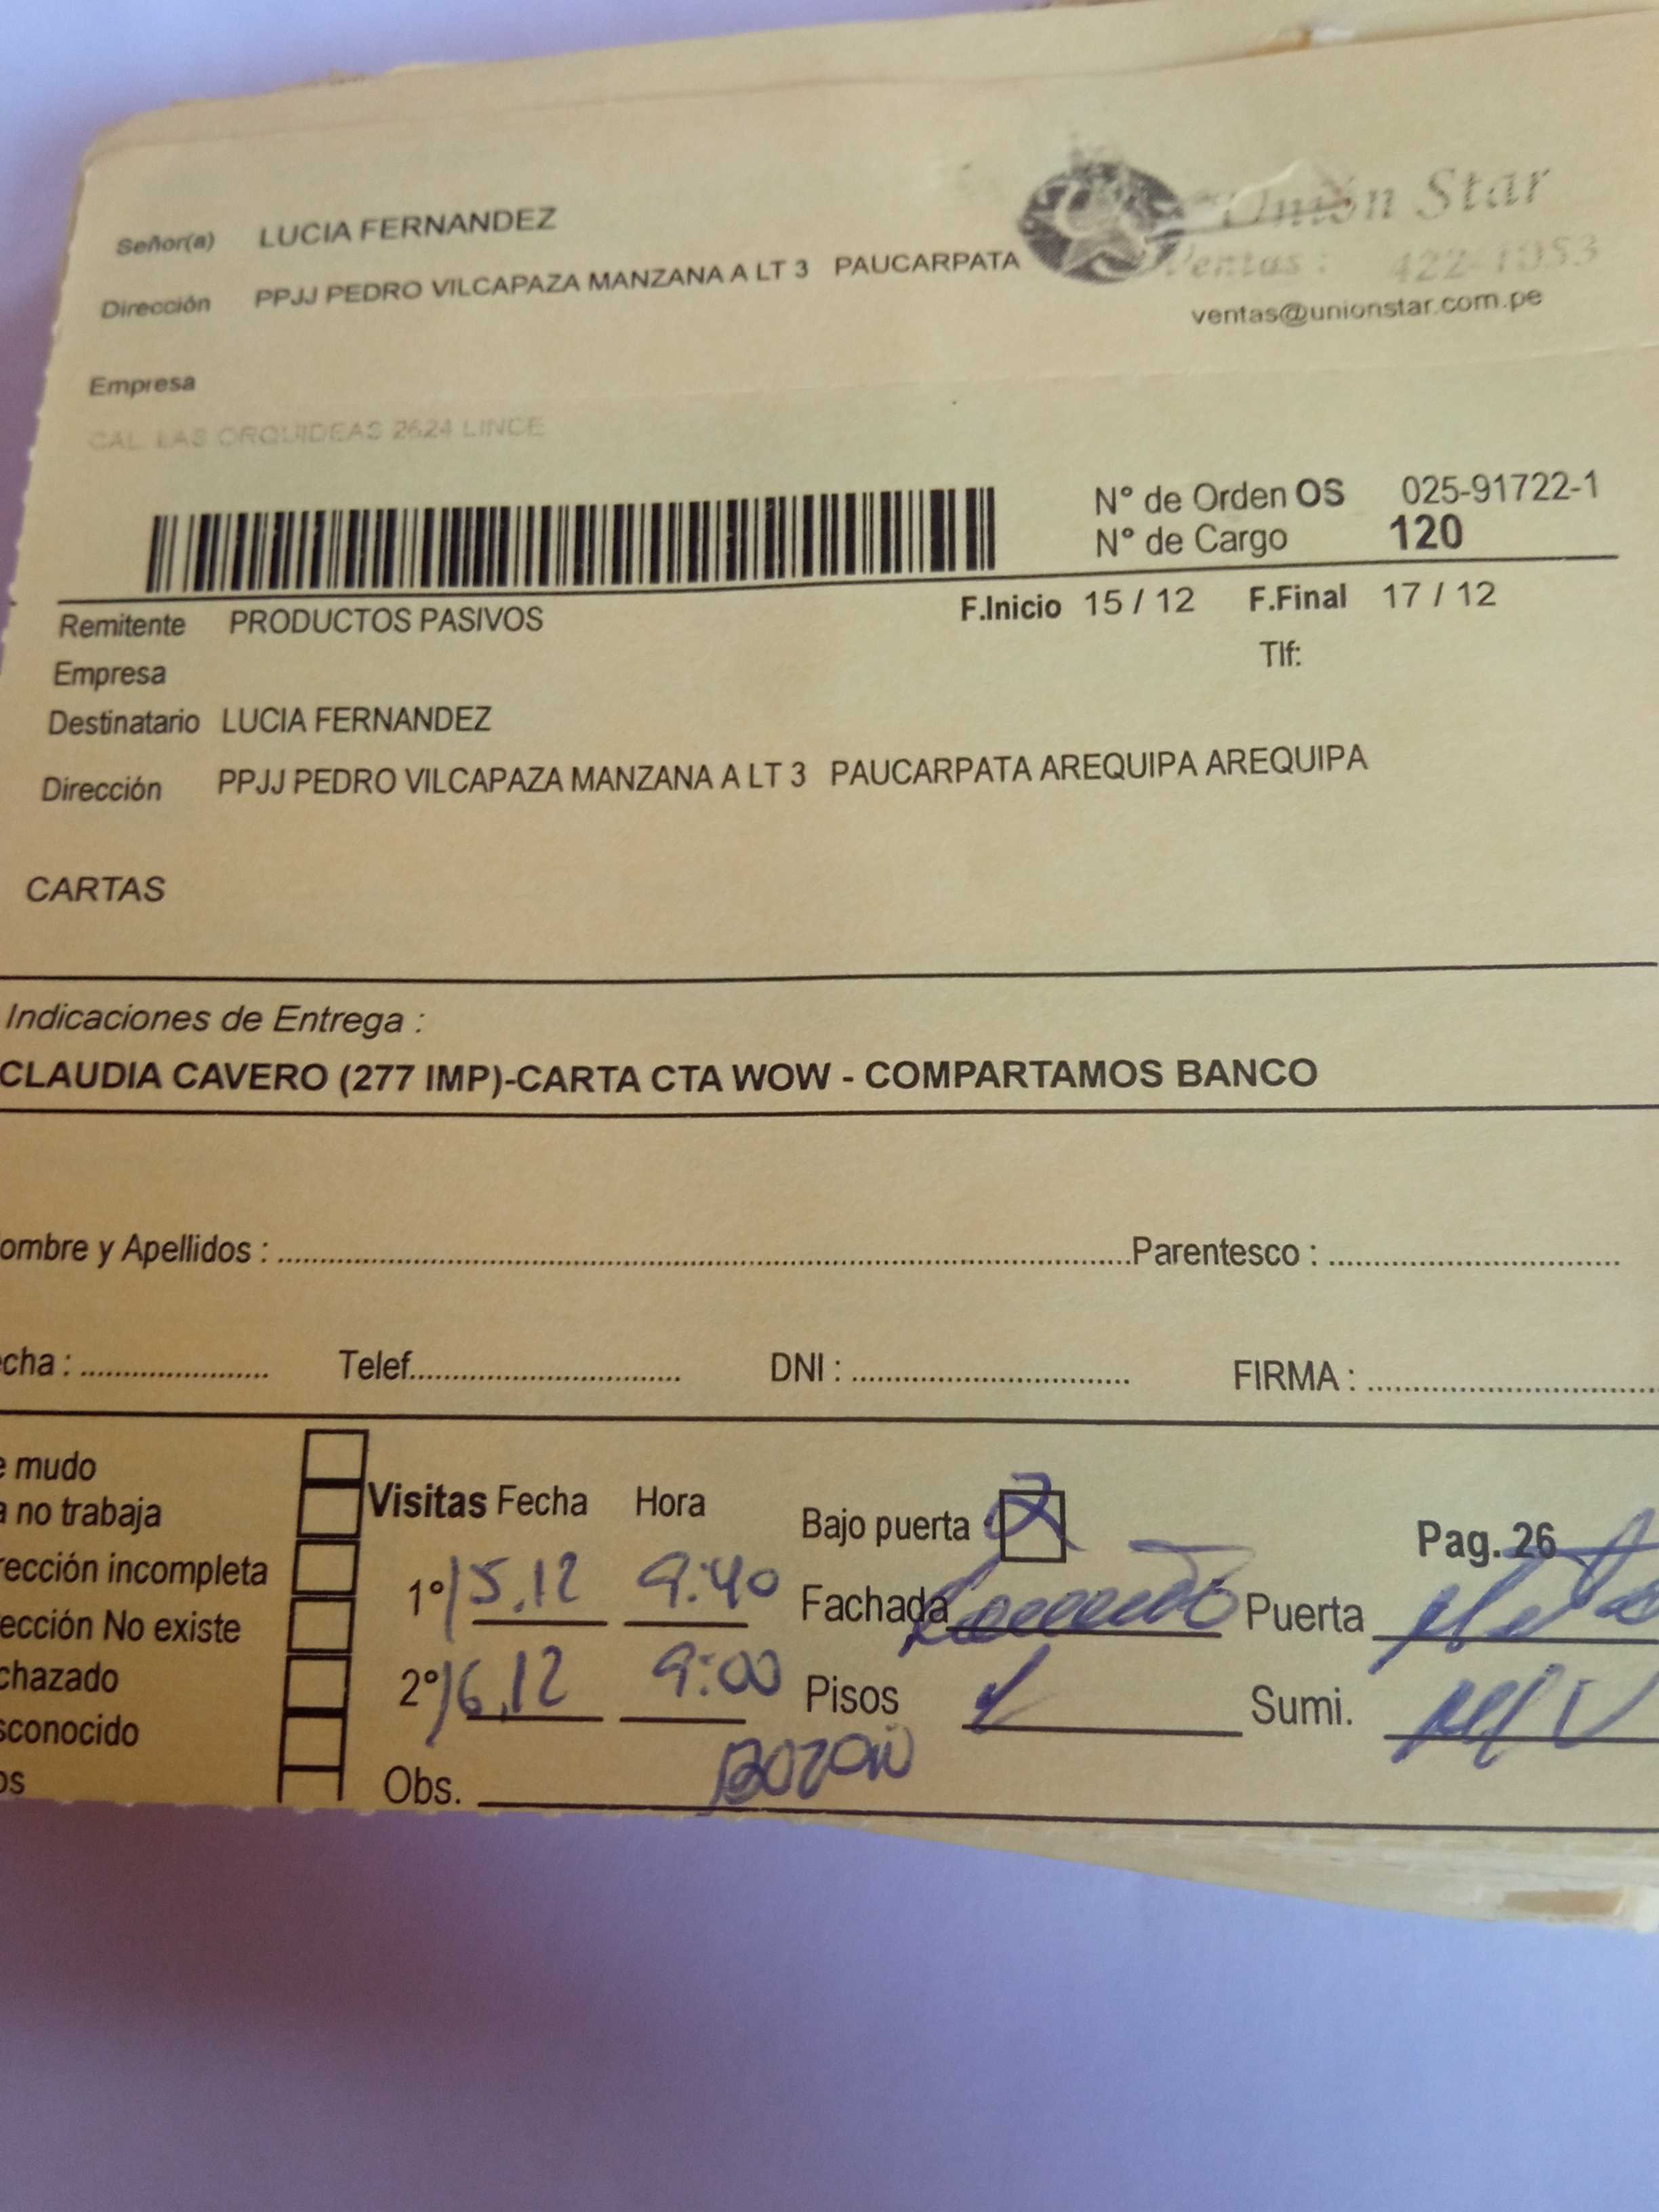 Señor(a) LUCIA FERNANDEZ
Dirección PPJJ PEDRO VILCAPAZA MANZANA A LT 3 PAUCARPATA
Unión Star
Ventas : 422-1953
ventas@unionstar.com.pe
Empresa
CAL LAS ORQUIDEAS 2624 LINCE
N° de Orden OS 025-91722-1
N° de Cargo 120
Remitente PRODUCTOS PASIVOS F.Inicio 15 / 12 F.Final 17 / 12
Empresa Tlf:
Destinatario LUCIA FERNANDEZ
Dirección PPJJ PEDRO VILCAPAZA MANZANA A LT 3 PAUCARPATA AREQUIPA AREQUIPA
CARTAS
Indicaciones de Entrega :
CLAUDIA CAVERO (277 IMP)-CARTA CTA WOW - COMPARTAMOS BANCO
ombre y Apellidos : Parentesco :
cha : Telef. DNI : FIRMA :
e mudo
a no trabaja Visitas Fecha Hora Bajo puerta Pag. 26
rección incompleta 1° 15.12 9:40 Fachada Puerta
ección No existe
chazado 2° 16.12 9:00 Pisos 1 Sumi.
sconocido
os Obs. BOZON